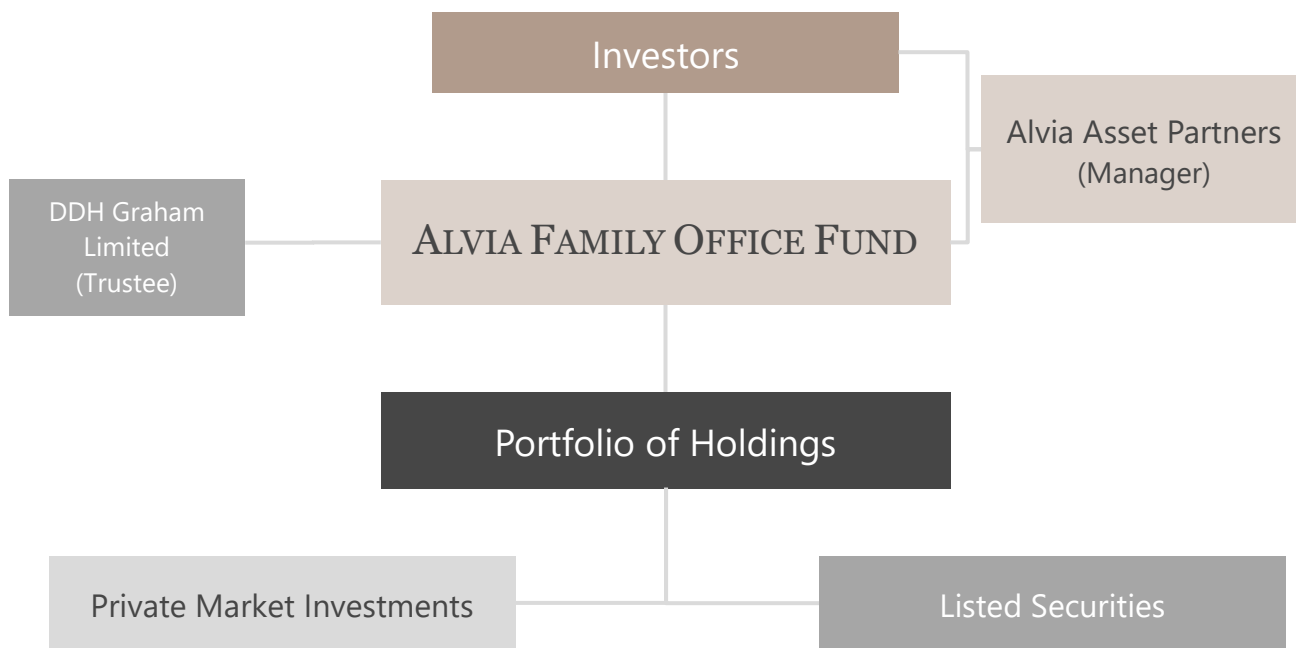 Investors
Alvia Asset Partners
(Manager)
DDH Graham
Limited
(Trustee)
ALVIA FAMILY OFFICE FUND
Portfolio of Holdings
Private Market Investments
Listed Securities